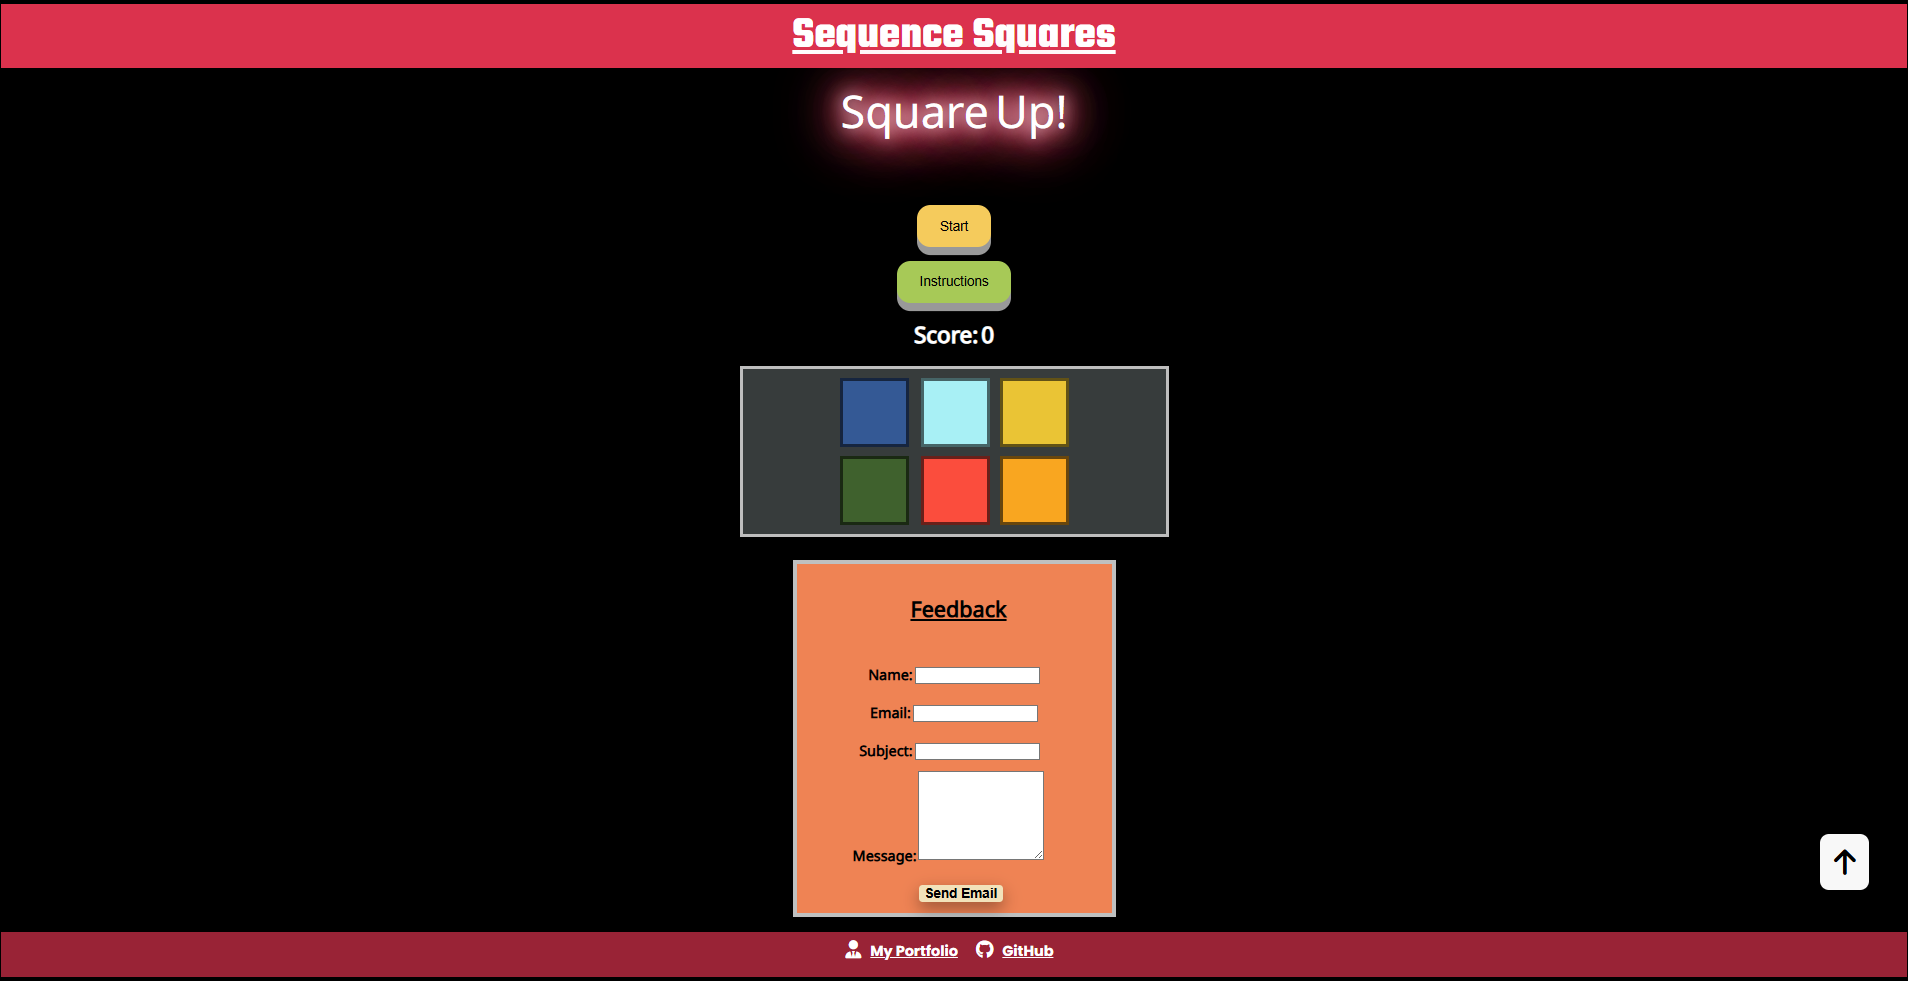 Sequence Squares
Square Up!
Start
Instructions
Score: 0
Feedback
Name:
Email:
Subject:
Message:
Send Email
My Portfolio GitHub